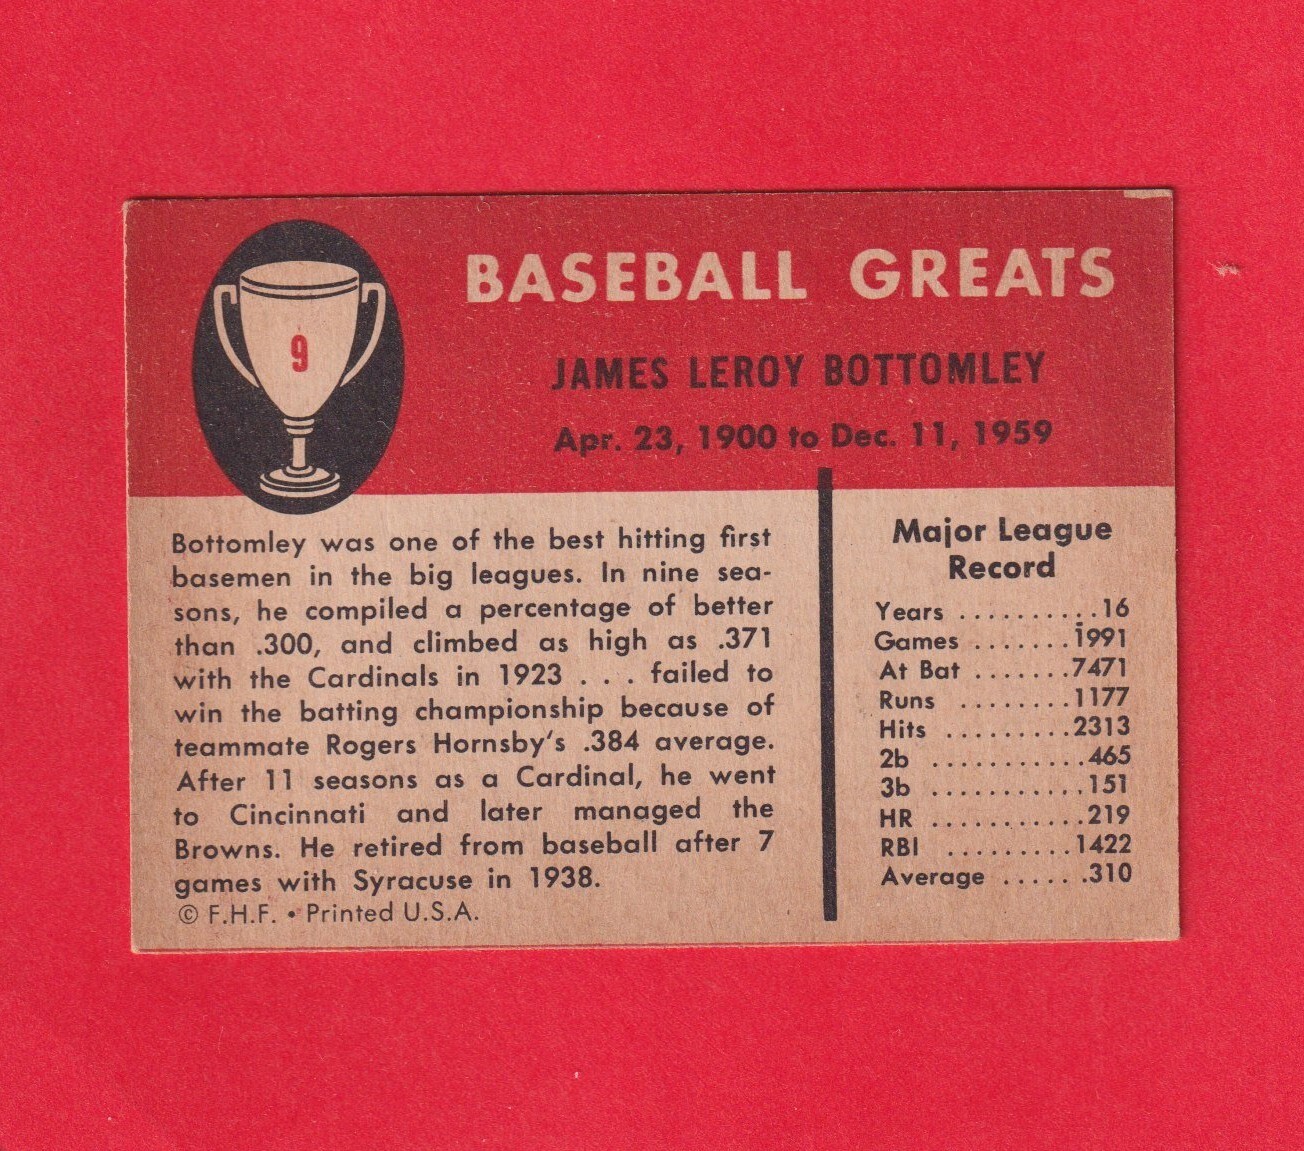 9
BASEBALL GREATS
JAMES LEROY BOTTOMLEY
Apr. 23, 1900 to Dec. 11, 1959
Bottomley was one of the best hitting first
basemen in the big leagues. In nine sea-
sons, he compiled a percentage of better
than .300, and climbed as high as .371
with the Cardinals in 1923 . . . failed to
win the batting championship because of
teammate Rogers Hornsby's .384 average.
After 11 seasons as a Cardinal, he went
to Cincinnati and later managed the
Browns. He retired from baseball after 7
games with Syracuse in 1938.
© F.H.F. • Printed U.S.A.
Major League
Record
Years . . . . . . . . . . 16
Games . . . . . . . 1991
At Bat . . . . . . . 7471
Runs . . . . . . . . 1177
Hits . . . . . . . . . 2313
2b . . . . . . . . . . . 465
3b . . . . . . . . . . . 151
HR . . . . . . . . . . . 219
RBI . . . . . . . . . 1422
Average . . . . . . .310